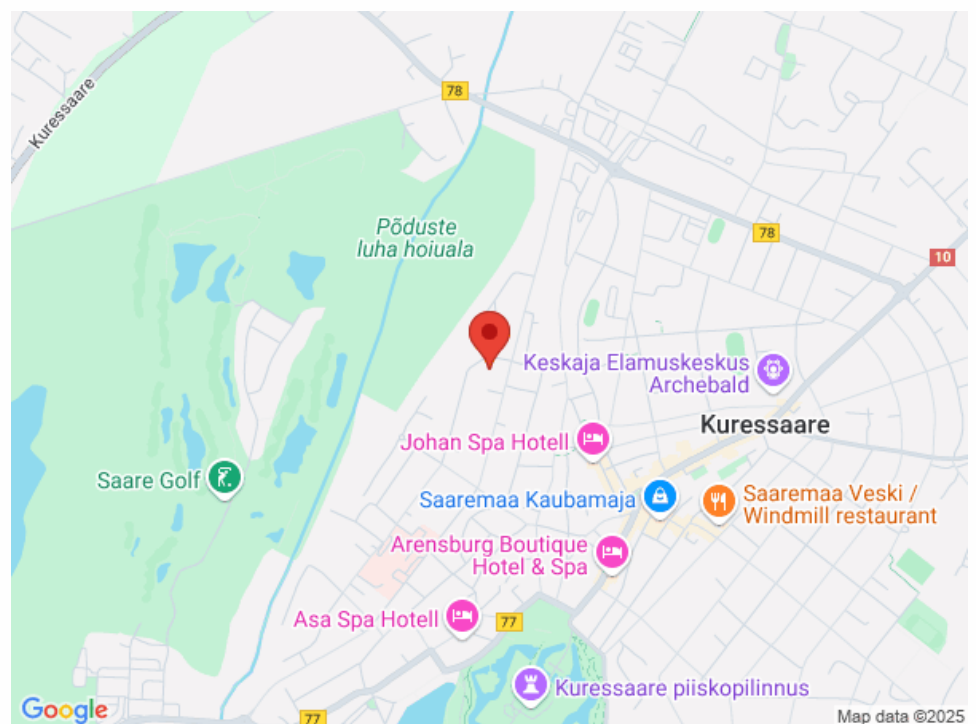 78
Kuressaare
Põduste
luha hoiuala
78
10
Keskaja Elamuskeskus
Archebald
Kuressaare
Johan Spa Hotell
Saare Golf
Saaremaa Kaubamaja
Saaremaa Veski /
Windmill restaurant
Arensburg Boutique
Hotel & Spa
Asa Spa Hotell
77
Kuressaare piiskopilinnus
Google
77
Map data ©2025